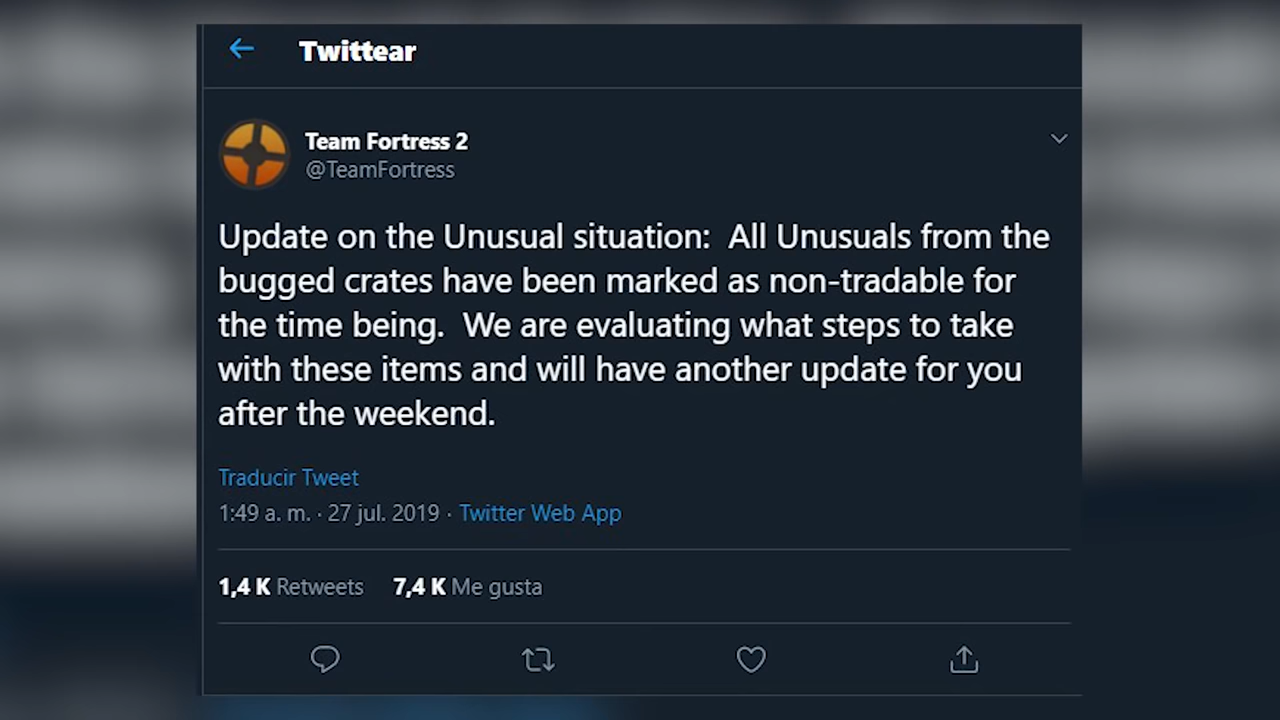 Twittear
Team Fortress 2
@TeamFortress
Update on the Unusual situation:  All Unusuals from the
bugged crates have been marked as non-tradable for
the time being.  We are evaluating what steps to take
with these items and will have another update for you
after the weekend.
Traducir Tweet
1:49 a. m. · 27 jul. 2019 · Twitter Web App
1,4 K Retweets 7,4 K Me gusta